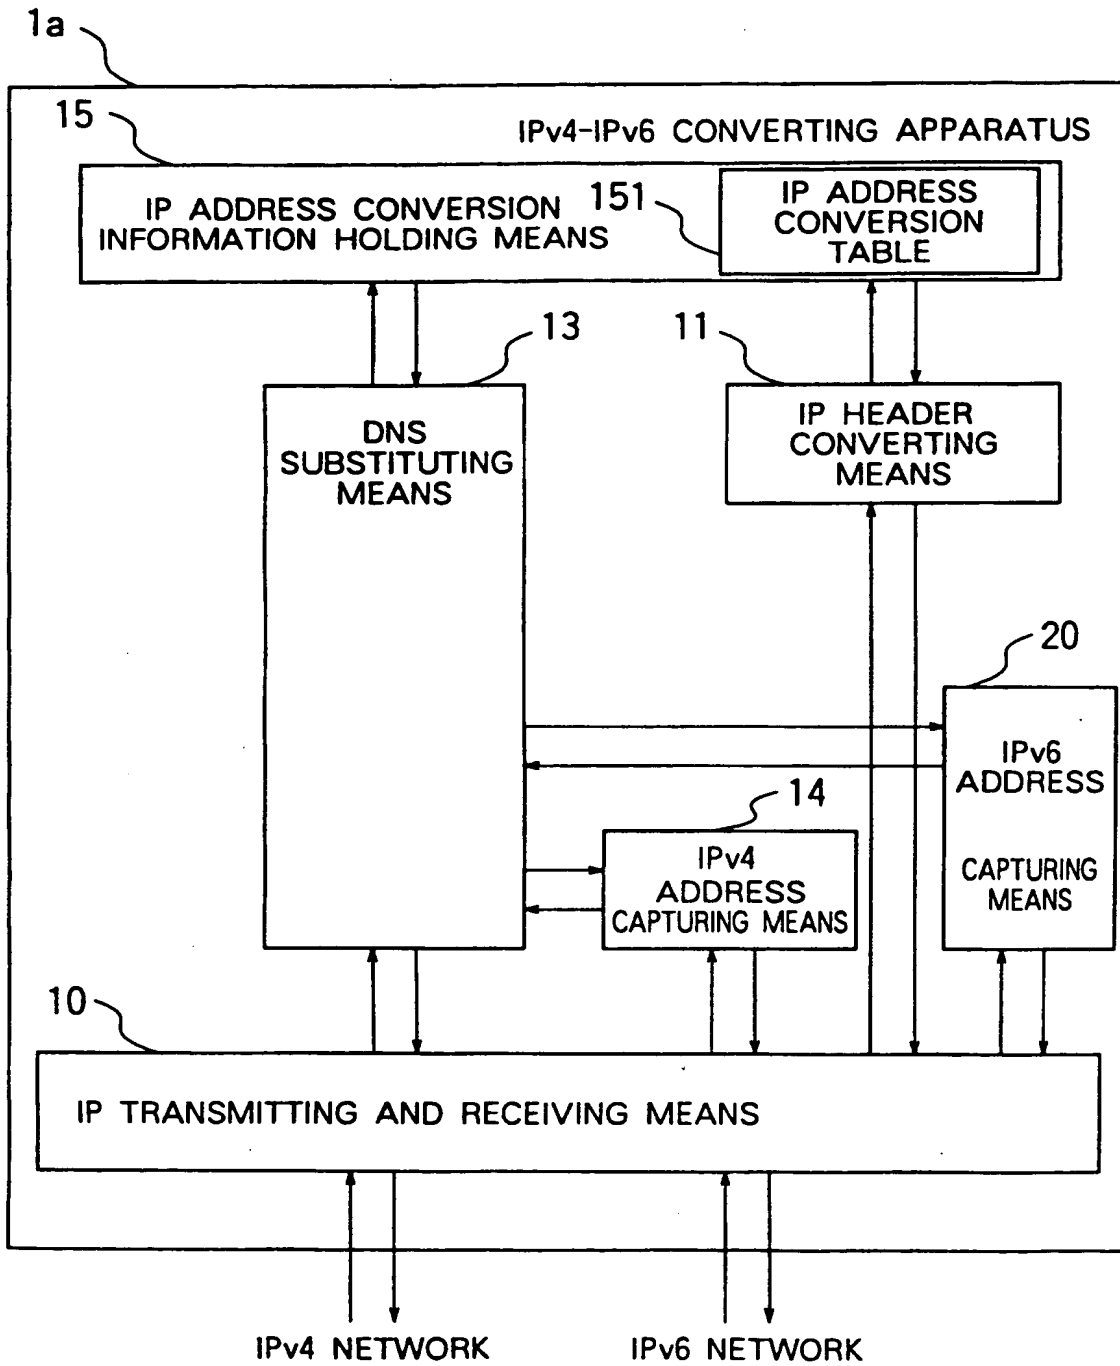 1a
15
IPv4-IPv6 CONVERTING APPARATUS
IP ADDRESS CONVERSION
INFORMATION HOLDING MEANS
151
IP ADDRESS
CONVERSION
TABLE
13
11
DNS
SUBSTITUTING
MEANS
IP HEADER
CONVERTING
MEANS
20
IPv6
ADDRESS
CAPTURING
MEANS
14
IPv4
ADDRESS
CAPTURING MEANS
10
IP TRANSMITTING AND RECEIVING MEANS
IPv4 NETWORK
IPv6 NETWORK